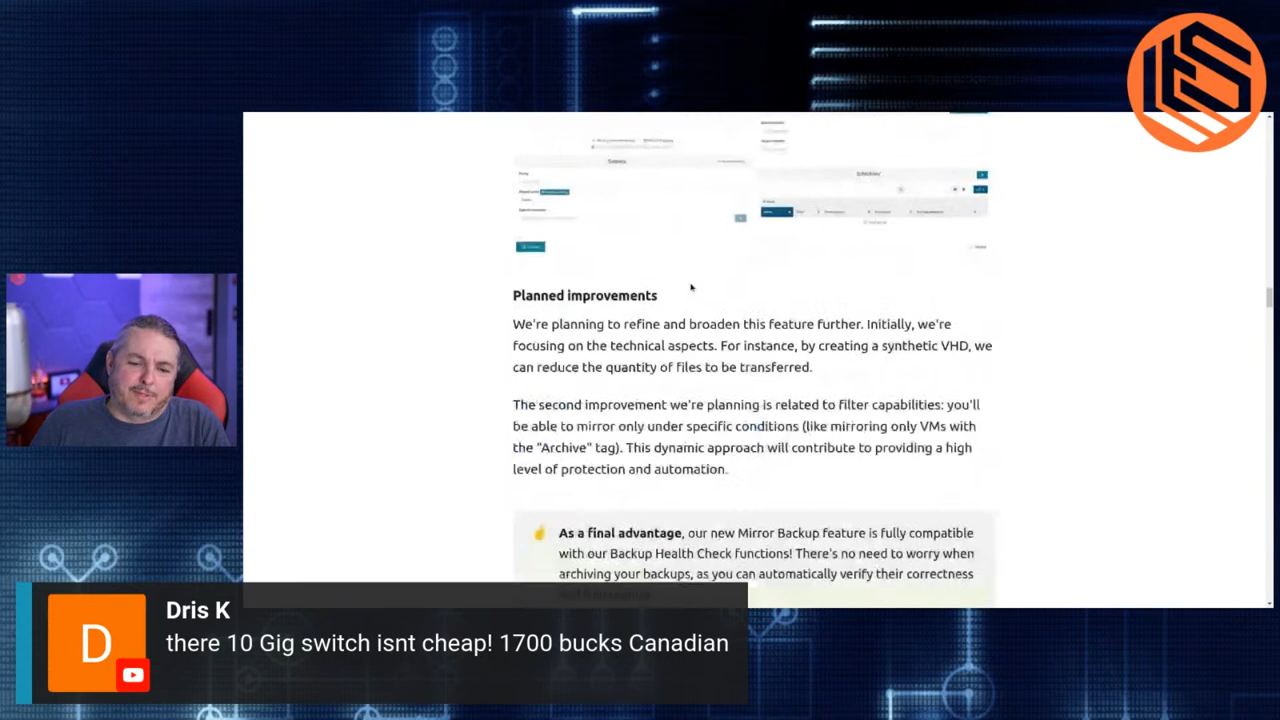 Planned improvements
We're planning to refine and broaden this feature further. Initially, we're
focusing on the technical aspects. For instance, by creating a synthetic VHD, we
can reduce the quantity of files to be transferred.
The second improvement we're planning is related to filter capabilities: you'll
be able to mirror only under specific conditions (like mirroring only VMs with
the "Archive" tag). This dynamic approach will contribute to providing a high
level of protection and automation.
As a final advantage, our new Mirror Backup feature is fully compatible
with our Backup Health Check functions! There's no need to worry when
archiving your backups, as you can automatically verify their correctness
D
Dris K
there 10 Gig switch isnt cheap! 1700 bucks Canadian